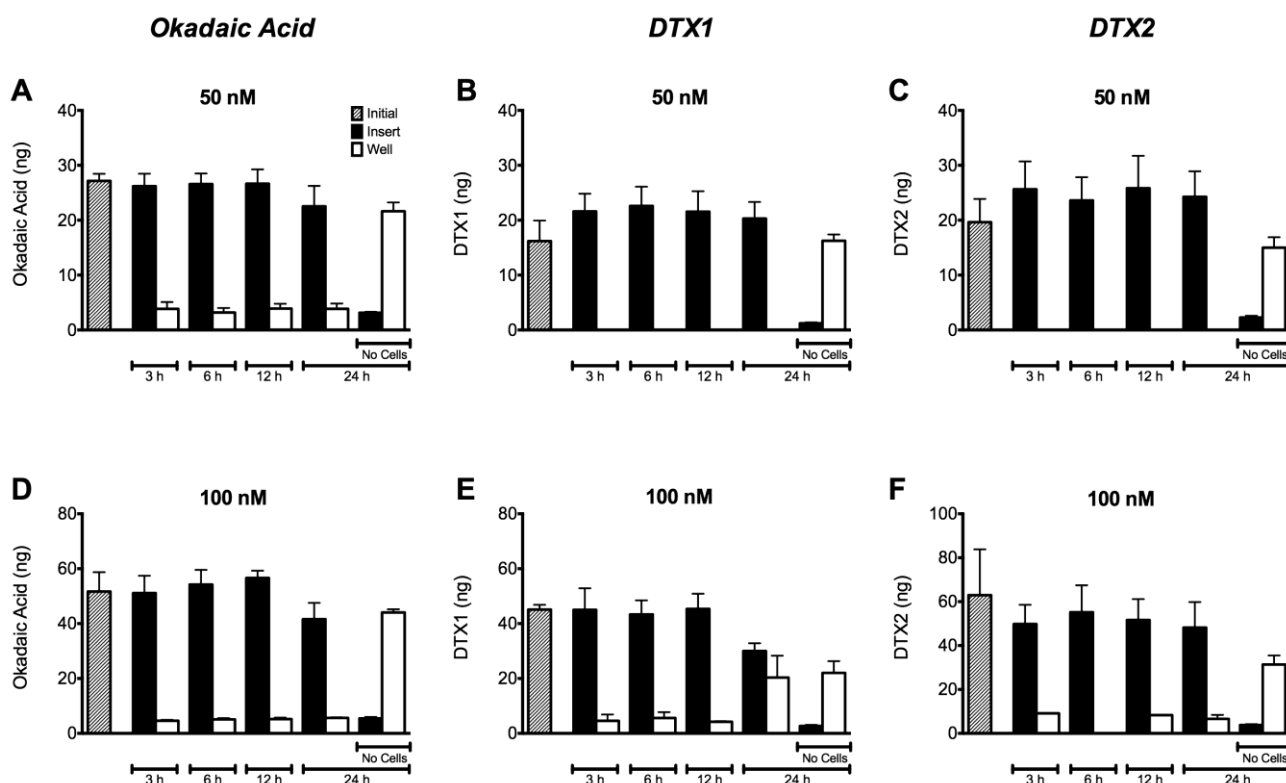 Okadaic Acid DTX1 DTX2
A 50 nM B 50 nM C 50 nM
Initial
Insert
Well
Okadaic Acid (ng)
40
30
20
10
0
No Cells
3 h 6 h 12 h 24 h
DTX1 (ng)
40
30
20
10
0
No Cells
3 h 6 h 12 h 24 h
DTX2 (ng)
40
30
20
10
0
No Cells
3 h 6 h 12 h 24 h
D 100 nM E 100 nM F 100 nM
Okadaic Acid (ng)
80
60
40
20
0
No Cells
3 h 6 h 12 h 24 h
DTX1 (ng)
80
60
40
20
0
No Cells
3 h 6 h 12 h 24 h
DTX2 (ng)
100
80
60
40
20
0
No Cells
3 h 6 h 12 h 24 h